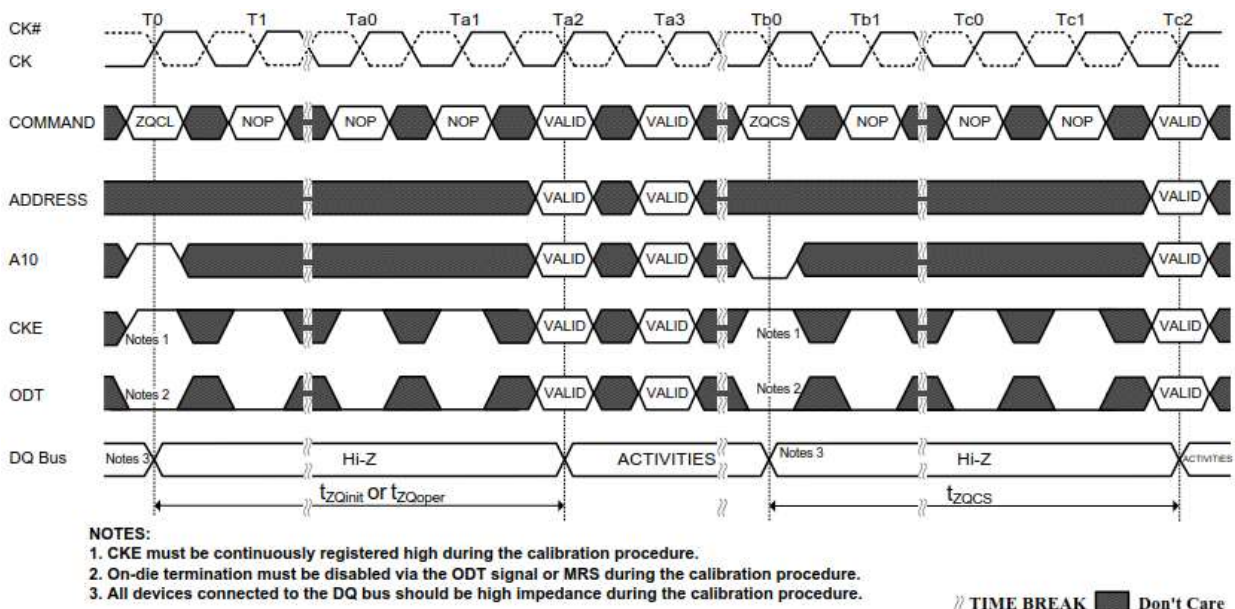 T0 T1 Ta0 Ta1 Ta2 Ta3 Tb0 Tb1 Tc0 Tc1 Tc2
CK#
CK
COMMAND ZQCL NOP NOP NOP VALID VALID ZQCS NOP NOP NOP VALID
ADDRESS VALID VALID VALID
A10 VALID VALID VALID
CKE Notes 1 VALID VALID Notes 1 VALID
ODT Notes 2 VALID VALID Notes 2 VALID
DQ Bus Notes 3 Hi-Z ACTIVITIES Notes 3 Hi-Z ACTIVITIES
tZQinit or tZQoper tZQCS
NOTES:
1. CKE must be continuously registered high during the calibration procedure.
2. On-die termination must be disabled via the ODT signal or MRS during the calibration procedure.
3. All devices connected to the DQ bus should be high impedance during the calibration procedure.
TIME BREAK Don't Care